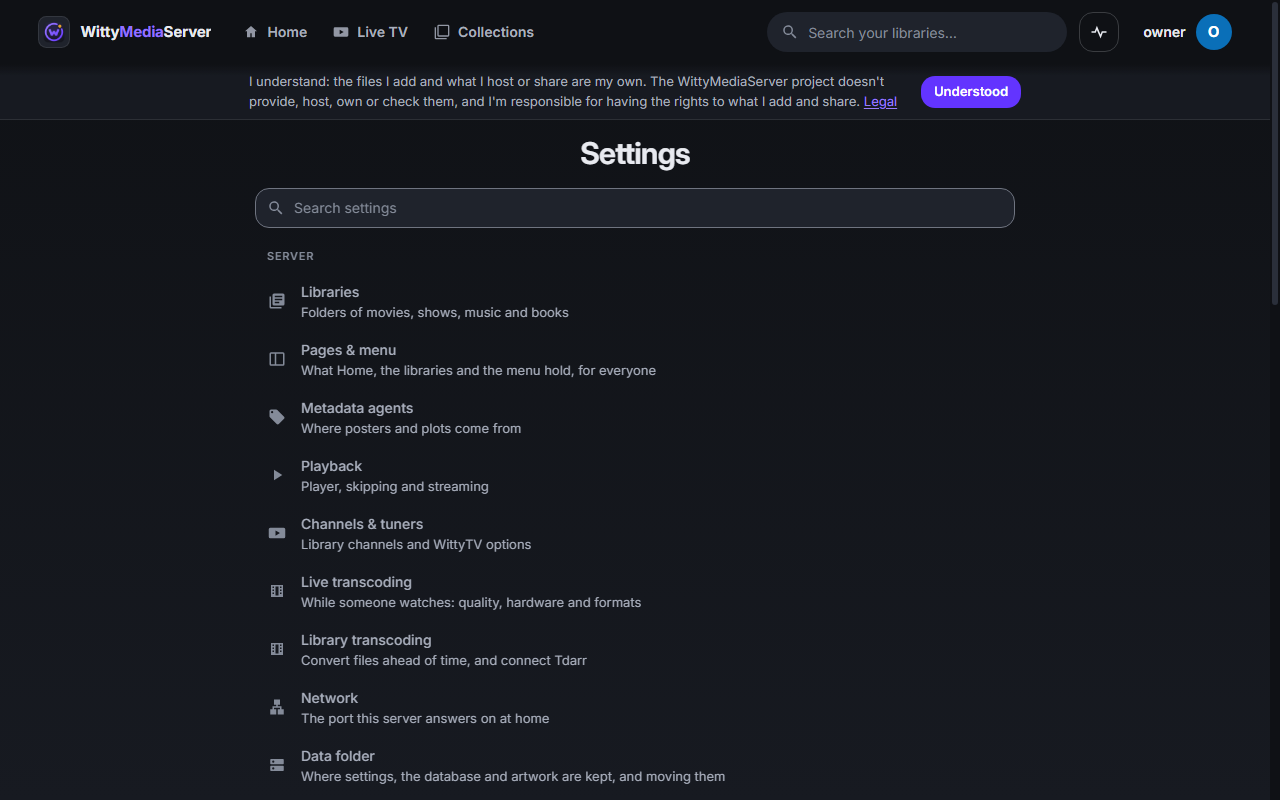 WittyMediaServer
Home
Live TV
Collections
Search your libraries...
owner
O
I understand: the files I add and what I host or share are my own. The WittyMediaServer project doesn't
provide, host, own or check them, and I'm responsible for having the rights to what I add and share. Legal
Understood
Settings
Search settings
SERVER
Libraries
Folders of movies, shows, music and books
Pages & menu
What Home, the libraries and the menu hold, for everyone
Metadata agents
Where posters and plots come from
Playback
Player, skipping and streaming
Channels & tuners
Library channels and WittyTV options
Live transcoding
While someone watches: quality, hardware and formats
Library transcoding
Convert files ahead of time, and connect Tdarr
Network
The port this server answers on at home
Data folder
Where settings, the database and artwork are kept, and moving them